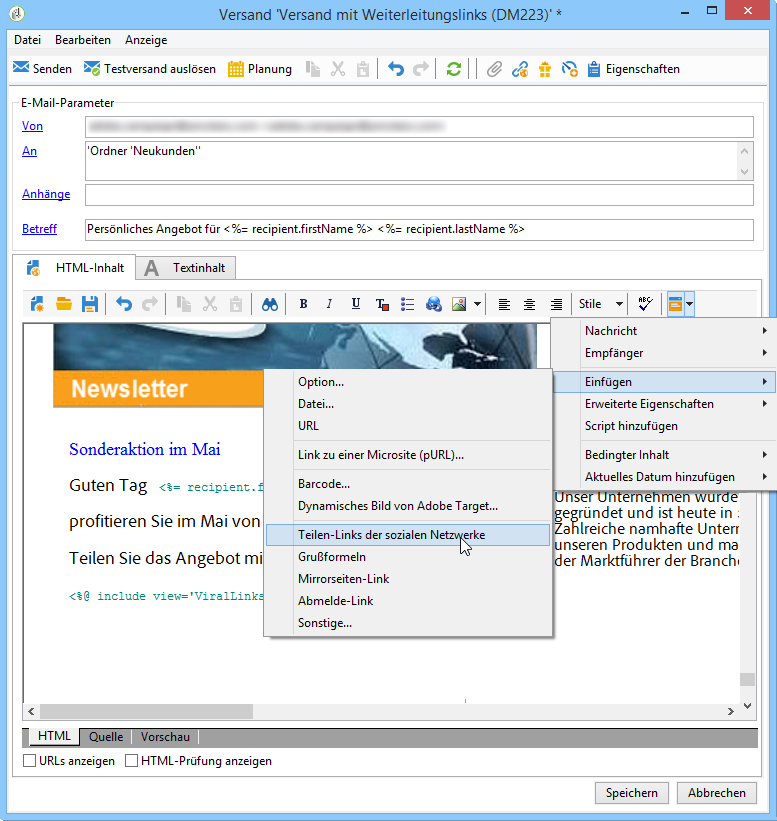 Versand 'Versand mit Weiterleitungslinks (DM223)' *
Datei Bearbeiten Anzeige
Senden Testversand auslösen Planung Eigenschaften
E-Mail-Parameter
Von
An 'Ordner 'Neukunden''
Anhänge
Betreff Persönliches Angebot für <%= recipient.firstName %> <%= recipient.lastName %>
HTML-Inhalt A Textinhalt
B I U T Stile ABC
Nachricht
Empfänger
Einfügen
Erweiterte Eigenschaften
Script hinzufügen
Bedingter Inhalt
Aktuelles Datum hinzufügen
Option...
Datei...
URL
Link zu einer Microsite (pURL)...
Barcode...
Dynamisches Bild von Adobe Target...
Teilen-Links der sozialen Netzwerke
Grußformeln
Mirrorseiten-Link
Abmelde-Link
Sonstige...
Newsletter
Sonderaktion im Mai
Guten Tag <%= recipient.f
profitieren Sie im Mai von
Teilen Sie das Angebot mi
<%@ include view='ViralLinks
Unser Unternehmen wurde
gegründet und ist heute in
Zahlreiche namhafte Untern
unseren Produkten und ma
der Marktführer der Branche
HTML Quelle Vorschau
URLs anzeigen HTML-Prüfung anzeigen
Speichern Abbrechen